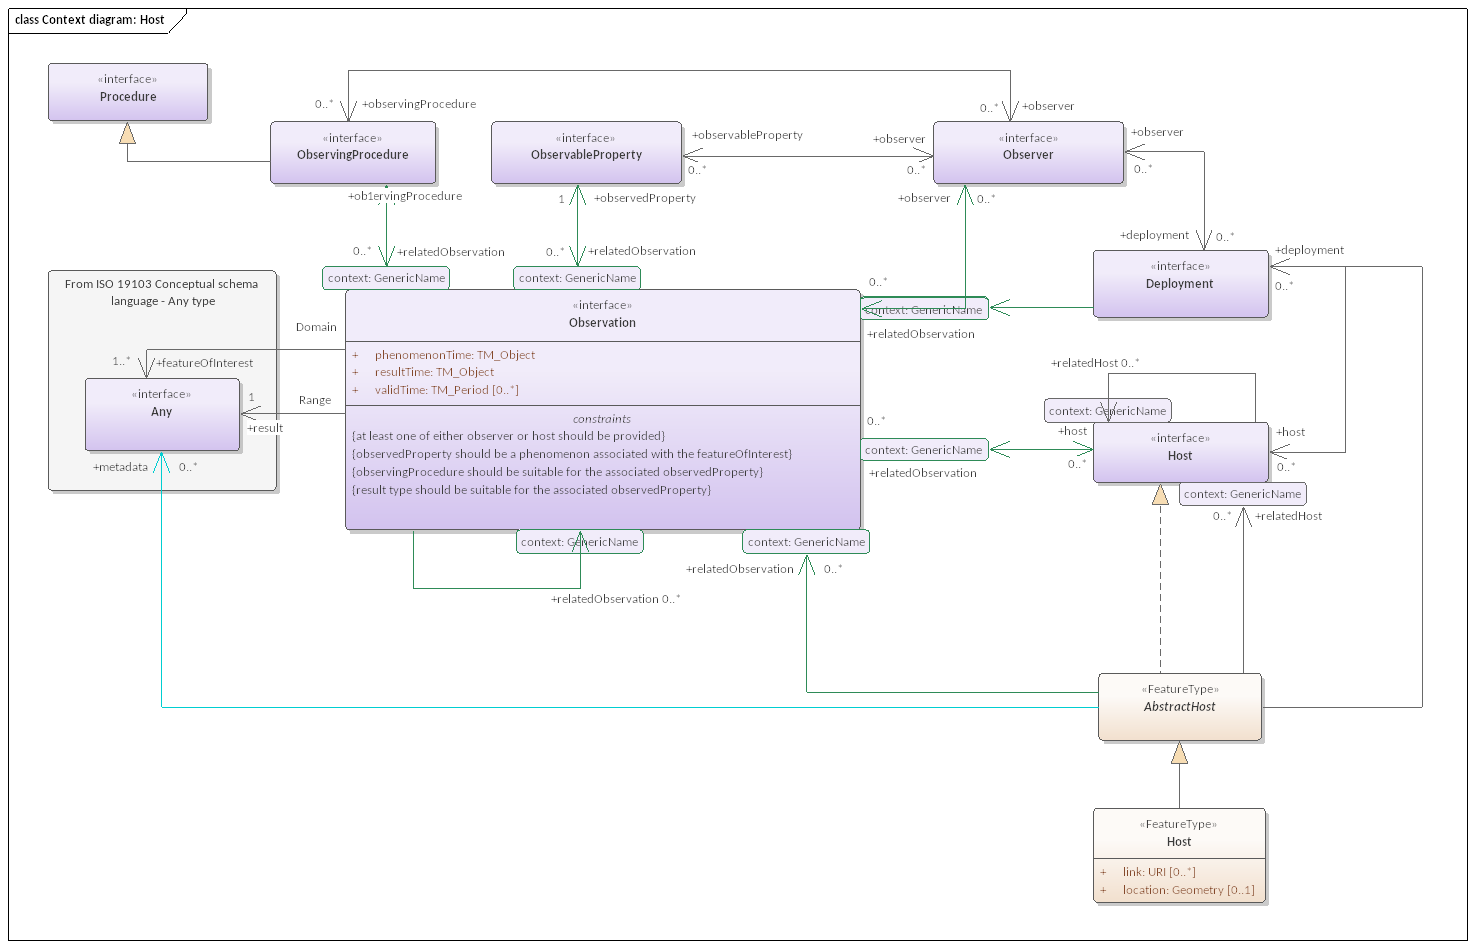 class Context diagram: Host
«interface»
Procedure
0..*
+observingProcedure
0..*
+observer
«interface»
ObservingProcedure
«interface»
ObservableProperty
+observableProperty
0..*
+observer
0..*
«interface»
Observer
+observer
0..*
+ob1ervingProcedure
1
+observedProperty
+observer
0..*
0..*
+relatedObservation
0..*
+relatedObservation
+deployment
0..*
+deployment
0..*
context: GenericName
context: GenericName
«interface»
Deployment
From ISO 19103 Conceptual schema
language - Any type
«interface»
Observation
0..*
context: GenericName
+relatedObservation
Domain
1..*
+featureOfInterest
+ phenomenonTime: TM_Object
+ resultTime: TM_Object
+ validTime: TM_Period [0..*]
«interface»
Any
1
Range
+result
+metadata
0..*
constraints
{at least one of either observer or host should be provided}
{observedProperty should be a phenomenon associated with the featureOfInterest}
{observingProcedure should be suitable for the associated observedProperty}
{result type should be suitable for the associated observedProperty}
+relatedHost 0..*
context: GenericName
0..*
context: GenericName
+relatedObservation
+host
0..*
«interface»
Host
+host
0..*
context: GenericName
0..*
+relatedHost
context: GenericName
context: GenericName
+relatedObservation
0..*
+relatedObservation 0..*
«FeatureType»
AbstractHost
«FeatureType»
Host
+ link: URI [0..*]
+ location: Geometry [0..1]